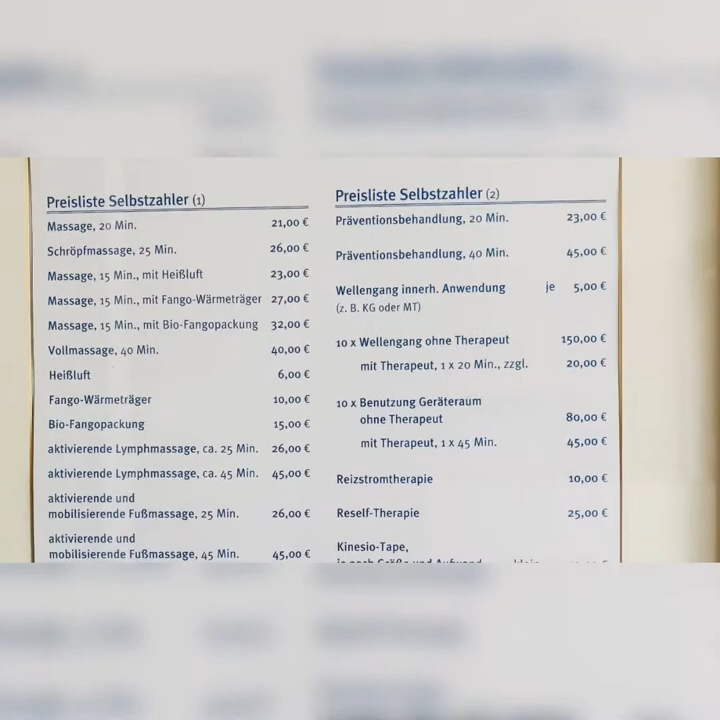 Preisliste Selbstzahler (1)
Massage, 20 Min. 21,00 €
Schröpfmassage, 25 Min. 26,00 €
Massage, 15 Min., mit Heißluft 23,00 €
Massage, 15 Min., mit Fango-Wärmeträger 27,00 €
Massage, 15 Min., mit Bio-Fangopackung 32,00 €
Vollmassage, 40 Min. 40,00 €
Heißluft 6,00 €
Fango-Wärmeträger 10,00 €
Bio-Fangopackung 15,00 €
aktivierende Lymphmassage, ca. 25 Min. 26,00 €
aktivierende Lymphmassage, ca. 45 Min. 45,00 €
aktivierende und
mobilisierende Fußmassage, 25 Min. 26,00 €
aktivierende und
mobilisierende Fußmassage, 45 Min. 45,00 €
Preisliste Selbstzahler (2)
Präventionsbehandlung, 20 Min. 23,00 €
Präventionsbehandlung, 40 Min. 45,00 €
Wellengang innerh. Anwendung je 5,00 €
(z. B. KG oder MT)
10 x Wellengang ohne Therapeut 150,00 €
mit Therapeut, 1 x 20 Min., zzgl. 20,00 €
10 x Benutzung Geräteraum
ohne Therapeut 80,00 €
mit Therapeut, 1 x 45 Min. 45,00 €
Reizstromtherapie 10,00 €
Reself-Therapie 25,00 €
Kinesio-Tape,
je nach Größe und Aufwand klein